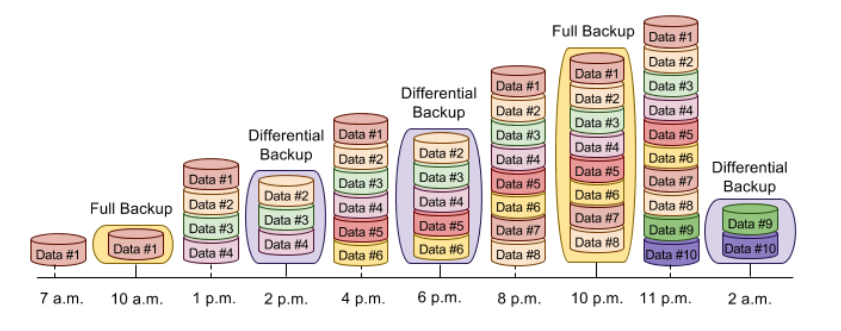 Data #1
7 a.m.
Full Backup
Data #1
10 a.m.
Data #1
Data #2
Data #3
Data #4
1 p.m.
Differential
Backup
Data #2
Data #3
Data #4
2 p.m.
Data #1
Data #2
Data #3
Data #4
Data #5
Data #6
4 p.m.
Differential
Backup
Data #2
Data #3
Data #4
Data #5
Data #6
6 p.m.
Data #1
Data #2
Data #3
Data #4
Data #5
Data #6
Data #7
Data #8
8 p.m.
Full Backup
Data #1
Data #2
Data #3
Data #4
Data #5
Data #6
Data #7
Data #8
10 p.m.
Data #1
Data #2
Data #3
Data #4
Data #5
Data #6
Data #7
Data #8
Data #9
Data #10
11 p.m.
Differential
Backup
Data #9
Data #10
2 a.m.